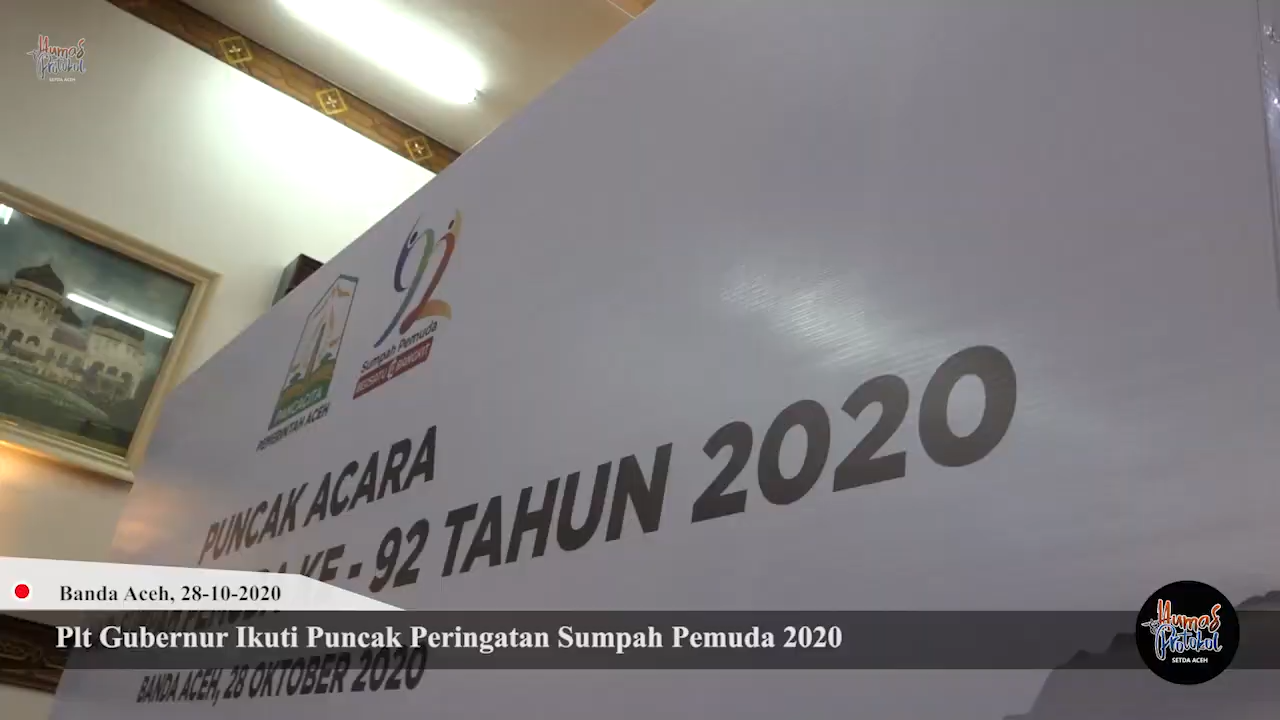 Humas
Protokol
SETDA ACEH
Sumpah Pemuda
BERSATU & BANGKIT
PANCACITA
PEMERINTAH ACEH
PUNCAK ACARA
KE - 92 TAHUN 2020
Banda Aceh, 28-10-2020
Plt Gubernur Ikuti Puncak Peringatan Sumpah Pemuda 2020
BANDA ACEH, 28 OKTOBER 2020
Humas
Protokol
SETDA ACEH